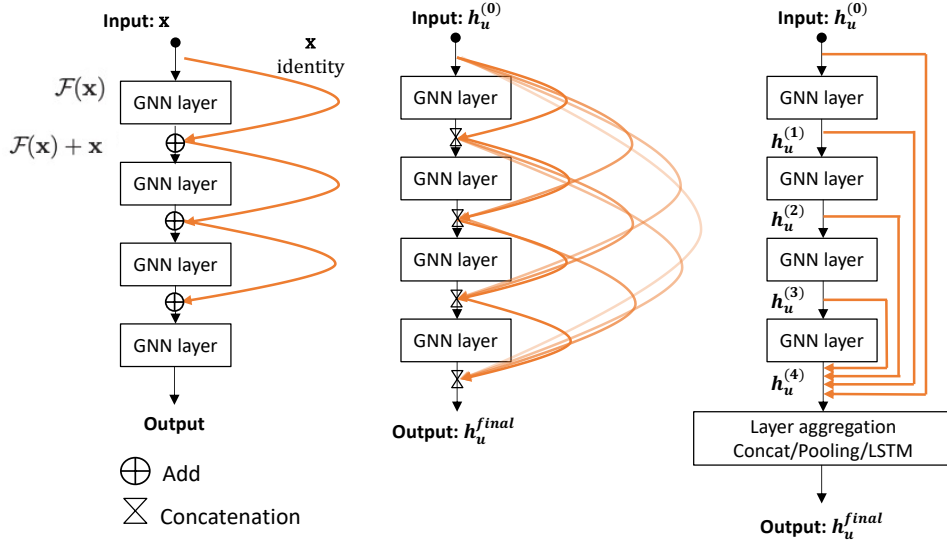 Input: x
x
identity
F(x)
GNN layer
F(x) + x
GNN layer
GNN layer
GNN layer
Output
Add
Concatenation
Input: h_u^(0)
GNN layer
GNN layer
GNN layer
GNN layer
Output: h_u^final
Input: h_u^(0)
GNN layer
h_u^(1)
GNN layer
h_u^(2)
GNN layer
h_u^(3)
GNN layer
h_u^(4)
Layer aggregation
Concat/Pooling/LSTM
Output: h_u^final